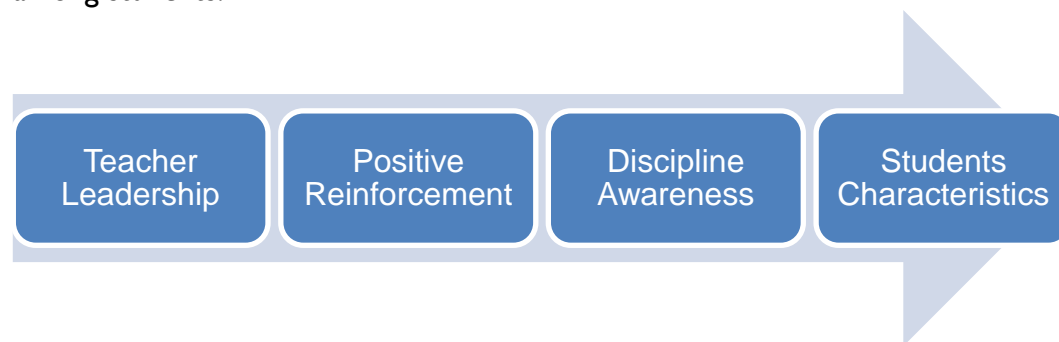 Teacher
Leadership
Positive
Reinforcement
Discipline
Awareness
Students
Characteristics